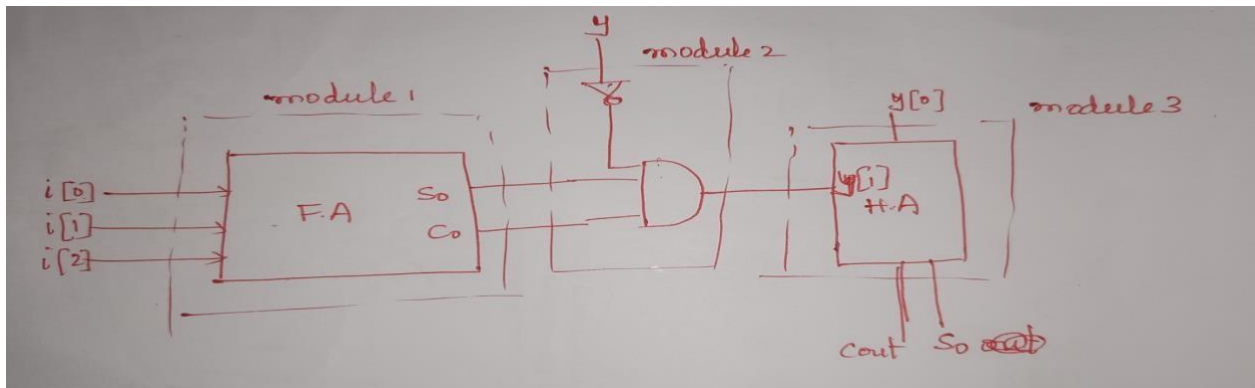 y
module 2
module 1
y[0]
module 3
i[0]
i[1]
i[2]
F.A
So
Co
y[1]
H.A
Cout So